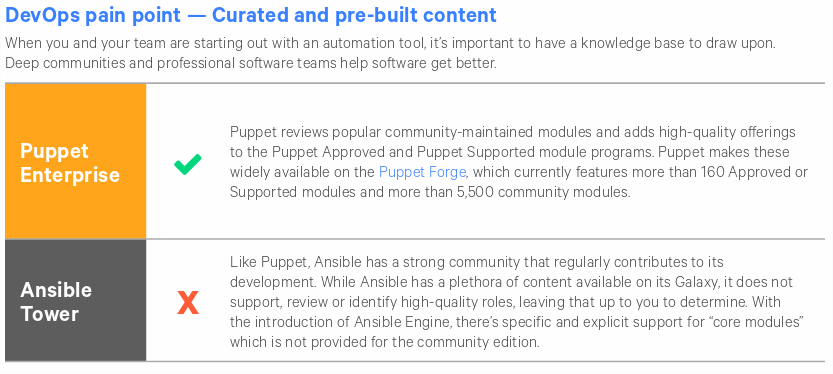 DevOps pain point — Curated and pre-built content
When you and your team are starting out with an automation tool, it's important to have a knowledge base to draw upon.
Deep communities and professional software teams help software get better.
Puppet
Enterprise
Puppet reviews popular community-maintained modules and adds high-quality offerings
to the Puppet Approved and Puppet Supported module programs. Puppet makes these
widely available on the Puppet Forge, which currently features more than 160 Approved or
Supported modules and more than 5,500 community modules.
Ansible
Tower
X
Like Puppet, Ansible has a strong community that regularly contributes to its
development. While Ansible has a plethora of content available on its Galaxy, it does not
support, review or identify high-quality roles, leaving that up to you to determine. With
the introduction of Ansible Engine, there's specific and explicit support for “core modules”
which is not provided for the community edition.